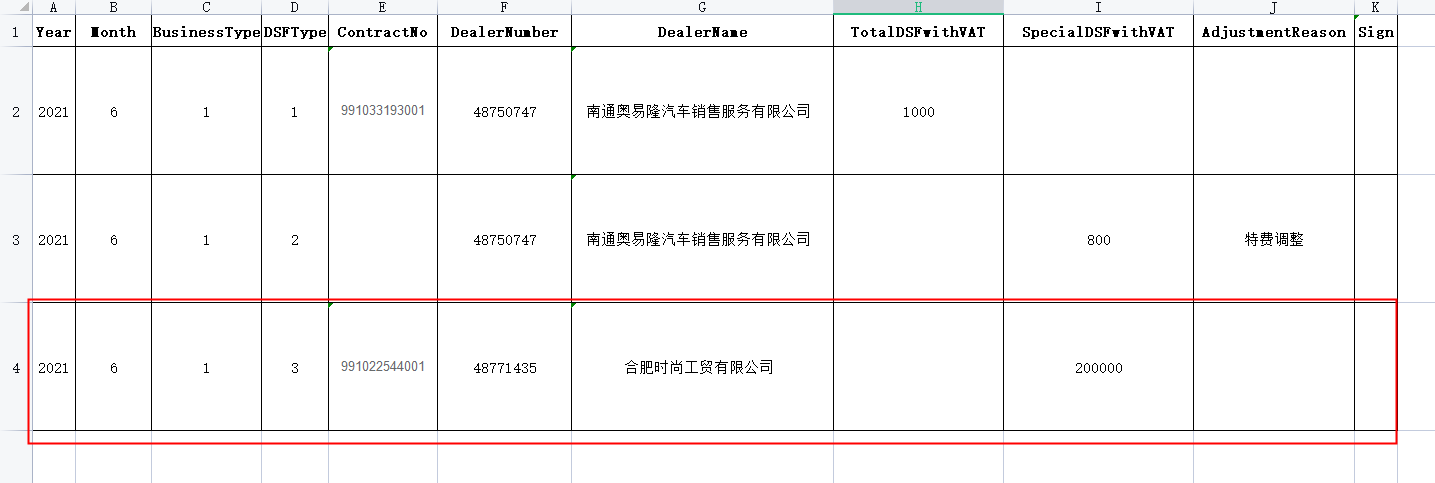 A B C D E F G H I J K
1 Year Month BusinessType DSFType ContractNo DealerNumber DealerName TotalDSFwithVAT SpecialDSFwithVAT AdjustmentReason Sign
2 2021 6 1 1 991033193001 48750747 南通奥易隆汽车销售服务有限公司 1000
3 2021 6 1 2 48750747 南通奥易隆汽车销售服务有限公司 800 特费调整
4 2021 6 1 3 991022544001 48771435 合肥时尚工贸有限公司 200000